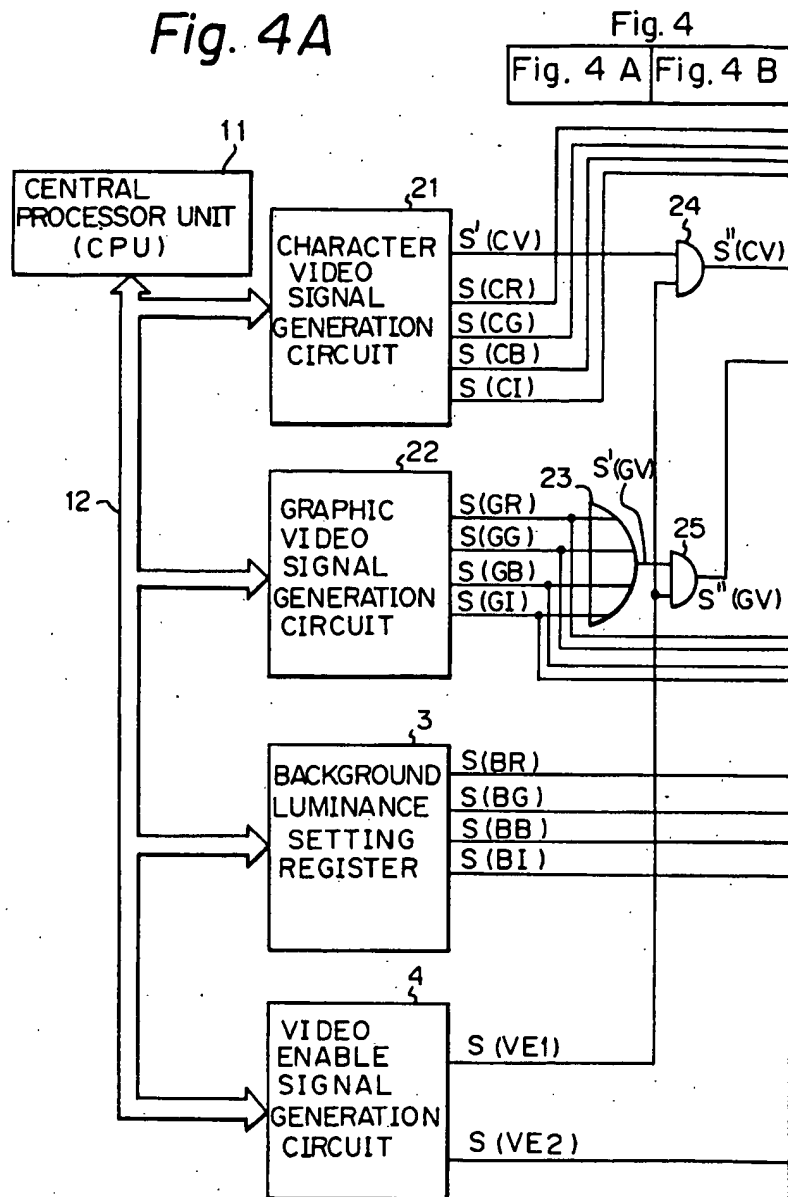 Fig. 4A
Fig. 4
Fig. 4 A
Fig. 4 B
11
CENTRAL
PROCESSOR UNIT
(CPU)
12
21
CHARACTER
VIDEO
SIGNAL
GENERATION
CIRCUIT
S'(CV)
S(CR)
S(CG)
S(CB)
S(CI)
24
S"(CV)
22
GRAPHIC
VIDEO
SIGNAL
GENERATION
CIRCUIT
S(GR)
S(GG)
S(GB)
S(GI)
23
S'(GV)
25
S"(GV)
3
BACKGROUND
LUMINANCE
SETTING
REGISTER
S(BR)
S(BG)
S(BB)
S(BI)
4
VIDEO
ENABLE
SIGNAL
GENERATION
CIRCUIT
S(VE1)
S(VE2)